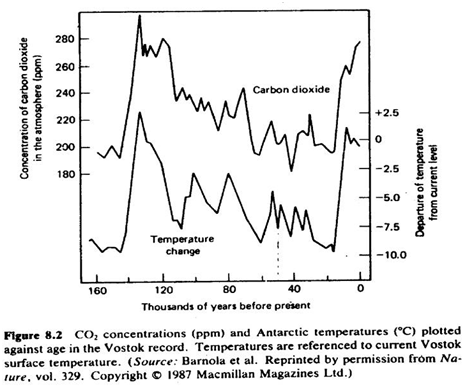 Concentration of carbon dioxide
in the atmosphere (ppm)
280
260
240
220
200
180
Carbon dioxide
Temperature
change
+2.5
0
−2.5
−5.0
−7.5
−10.0
Departure of temperature
from current level
160
120
80
40
0
Thousands of years before present
Figure 8.2 CO₂ concentrations (ppm) and Antarctic temperatures (°C) plotted
against age in the Vostok record. Temperatures are referenced to current Vostok
surface temperature. (Source: Barnola et al. Reprinted by permission from Na-
ture, vol. 329. Copyright © 1987 Macmillan Magazines Ltd.)